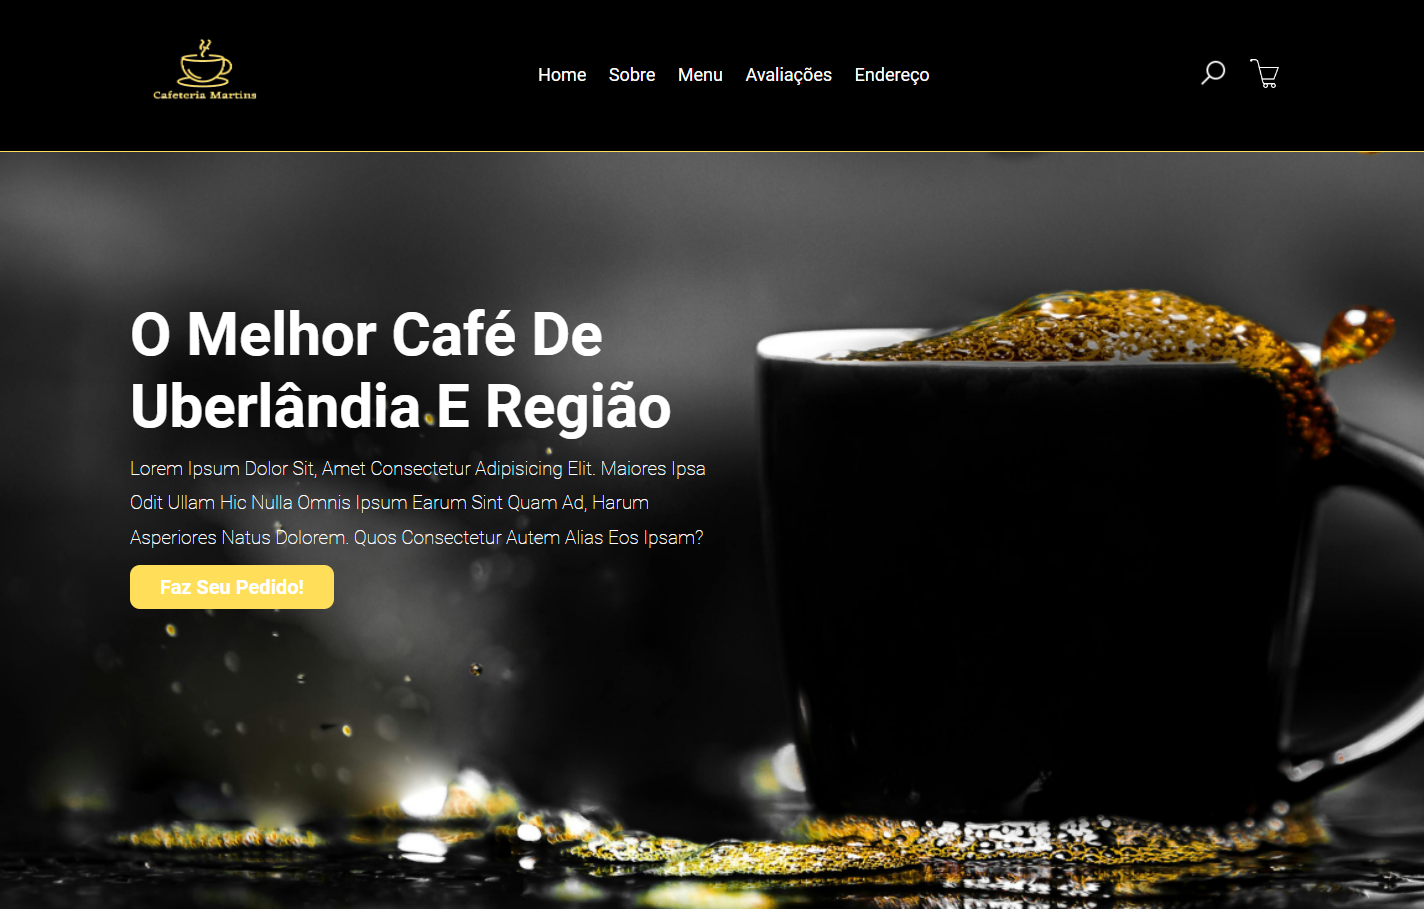 Cafeteria Martins
Home Sobre Menu Avaliações Endereço
O Melhor Café De
Uberlândia E Região
Lorem Ipsum Dolor Sit, Amet Consectetur Adipisicing Elit. Maiores Ipsa
Odit Ullam Hic Nulla Omnis Ipsum Earum Sint Quam Ad, Harum
Asperiores Natus Dolorem. Quos Consectetur Autem Alias Eos Ipsam?
Faz Seu Pedido!